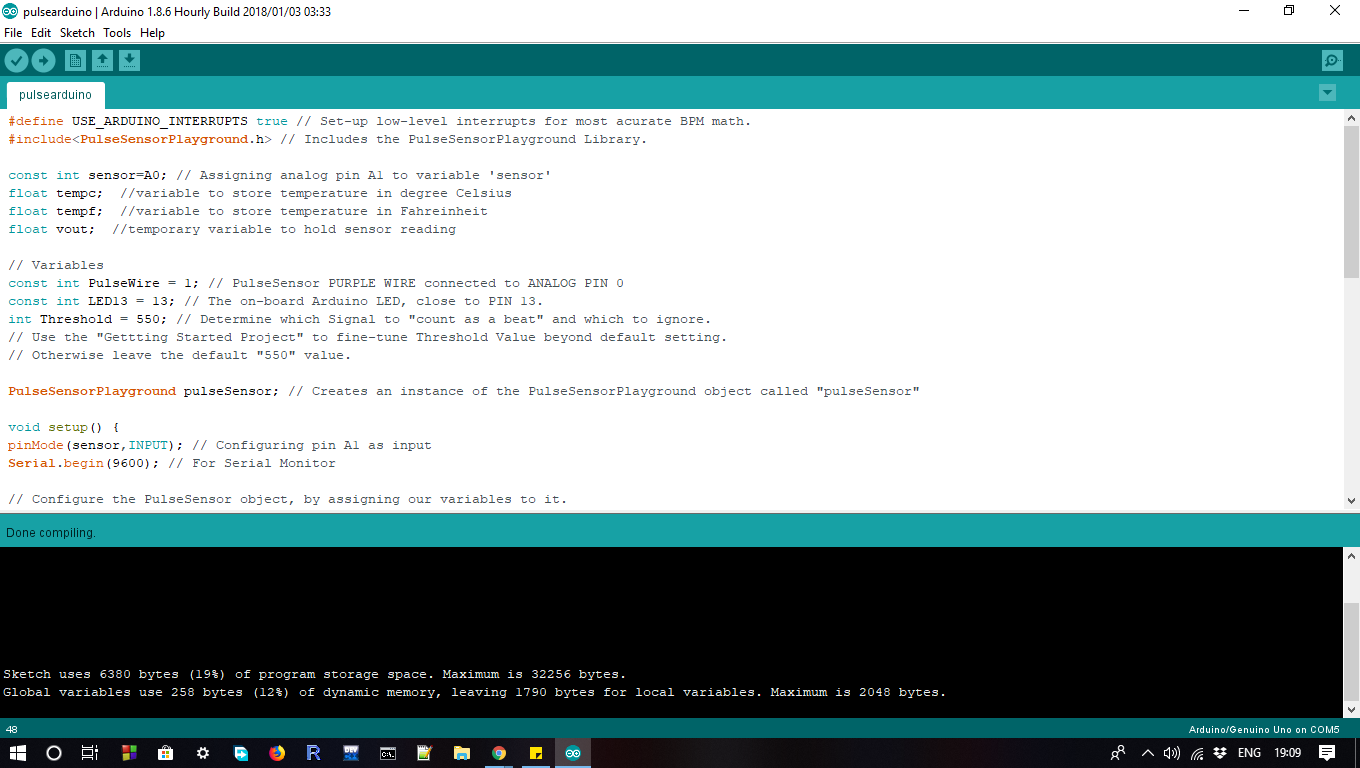 pulsearduino | Arduino 1.8.6 Hourly Build 2018/01/03 03:33
File Edit Sketch Tools Help
pulsearduino
#define USE_ARDUINO_INTERRUPTS true // Set-up low-level interrupts for most acurate BPM math.
#include<PulseSensorPlayground.h> // Includes the PulseSensorPlayground Library.
const int sensor=A0; // Assigning analog pin A1 to variable 'sensor'
float tempc;  //variable to store temperature in degree Celsius
float tempf;  //variable to store temperature in Fahreinheit
float vout;  //temporary variable to hold sensor reading
// Variables
const int PulseWire = 1; // PulseSensor PURPLE WIRE connected to ANALOG PIN 0
const int LED13 = 13; // The on-board Arduino LED, close to PIN 13.
int Threshold = 550; // Determine which Signal to "count as a beat" and which to ignore.
// Use the "Gettting Started Project" to fine-tune Threshold Value beyond default setting.
// Otherwise leave the default "550" value.
PulseSensorPlayground pulseSensor; // Creates an instance of the PulseSensorPlayground object called "pulseSensor"
void setup() {
pinMode(sensor,INPUT); // Configuring pin A1 as input
Serial.begin(9600); // For Serial Monitor
// Configure the PulseSensor object, by assigning our variables to it.
Done compiling.
Sketch uses 6380 bytes (19%) of program storage space. Maximum is 32256 bytes.
Global variables use 258 bytes (12%) of dynamic memory, leaving 1790 bytes for local variables. Maximum is 2048 bytes.
48
Arduino/Genuino Uno on COM5
R
ENG
19:09